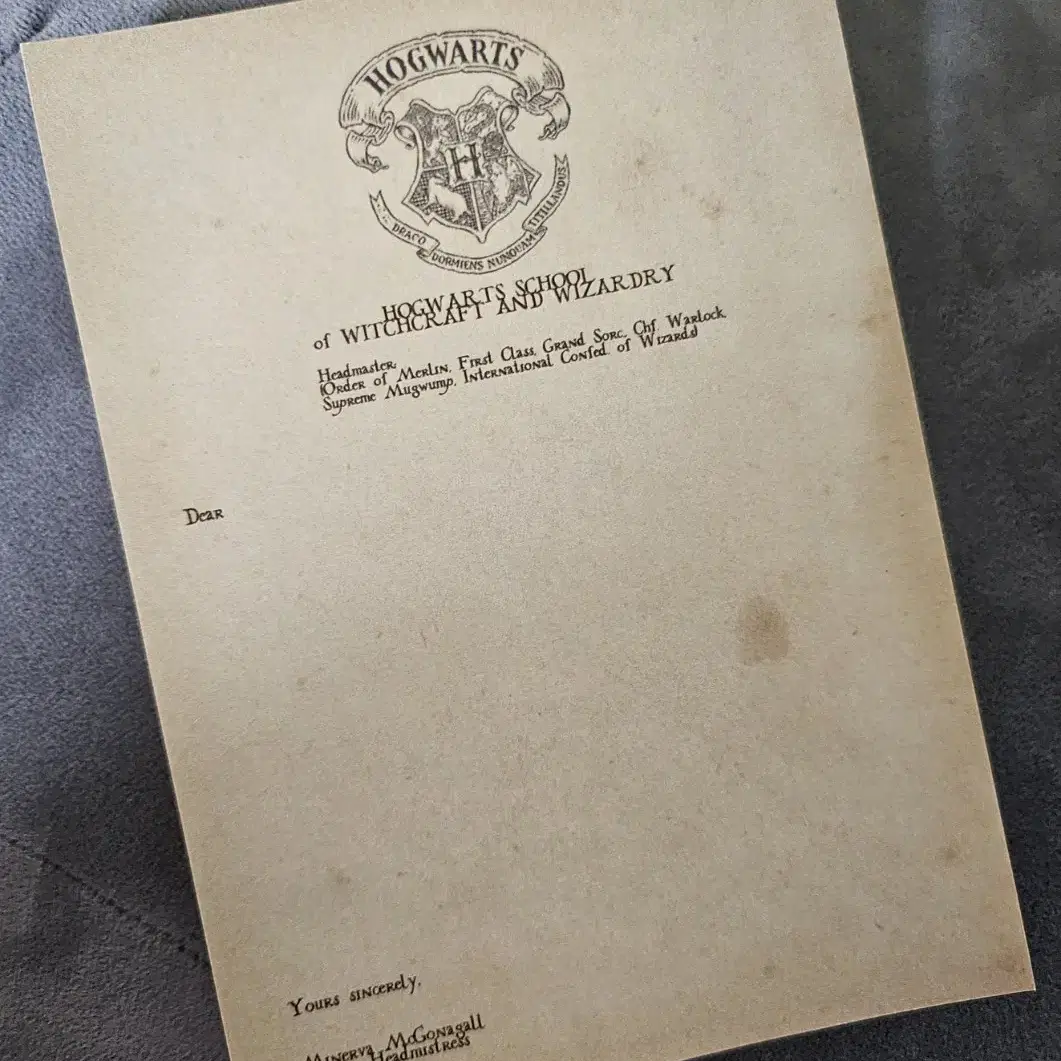 HOGWARTS
H
DRACO DORMIENS NUNQUAM TITILLANDUS
HOGWARTS SCHOOL
of WITCHCRAFT AND WIZARDRY
Headmaster,
(Order of Merlin, First Class, Grand Sorc., Chf. Warlock,
Supreme Mugwump, International Confed. of Wizards)
Dear
Yours sincerely,
Minerva McGonagall
Headmistress